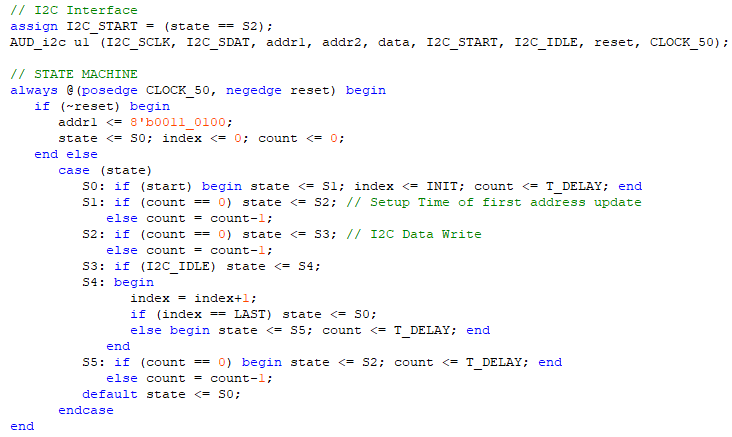 // I2C Interface
assign I2C_START = (state == S2);
AUD_i2c u1 (I2C_SCLK, I2C_SDAT, addr1, addr2, data, I2C_START, I2C_IDLE, reset, CLOCK_50);
// STATE MACHINE
always @(posedge CLOCK_50, negedge reset) begin
if (~reset) begin
addr1 <= 8'b0011_0100;
state <= S0; index <= 0; count <= 0;
end else
case (state)
S0: if (start) begin state <= S1; index <= INIT; count <= T_DELAY; end
S1: if (count == 0) state <= S2; // Setup Time of first address update
else count = count-1;
S2: if (count == 0) state <= S3; // I2C Data Write
else count = count-1;
S3: if (I2C_IDLE) state <= S4;
S4: begin
index = index+1;
if (index == LAST) state <= S0;
else begin state <= S5; count <= T_DELAY; end
end
S5: if (count == 0) begin state <= S2; count <= T_DELAY; end
else count = count-1;
default state <= S0;
endcase
end